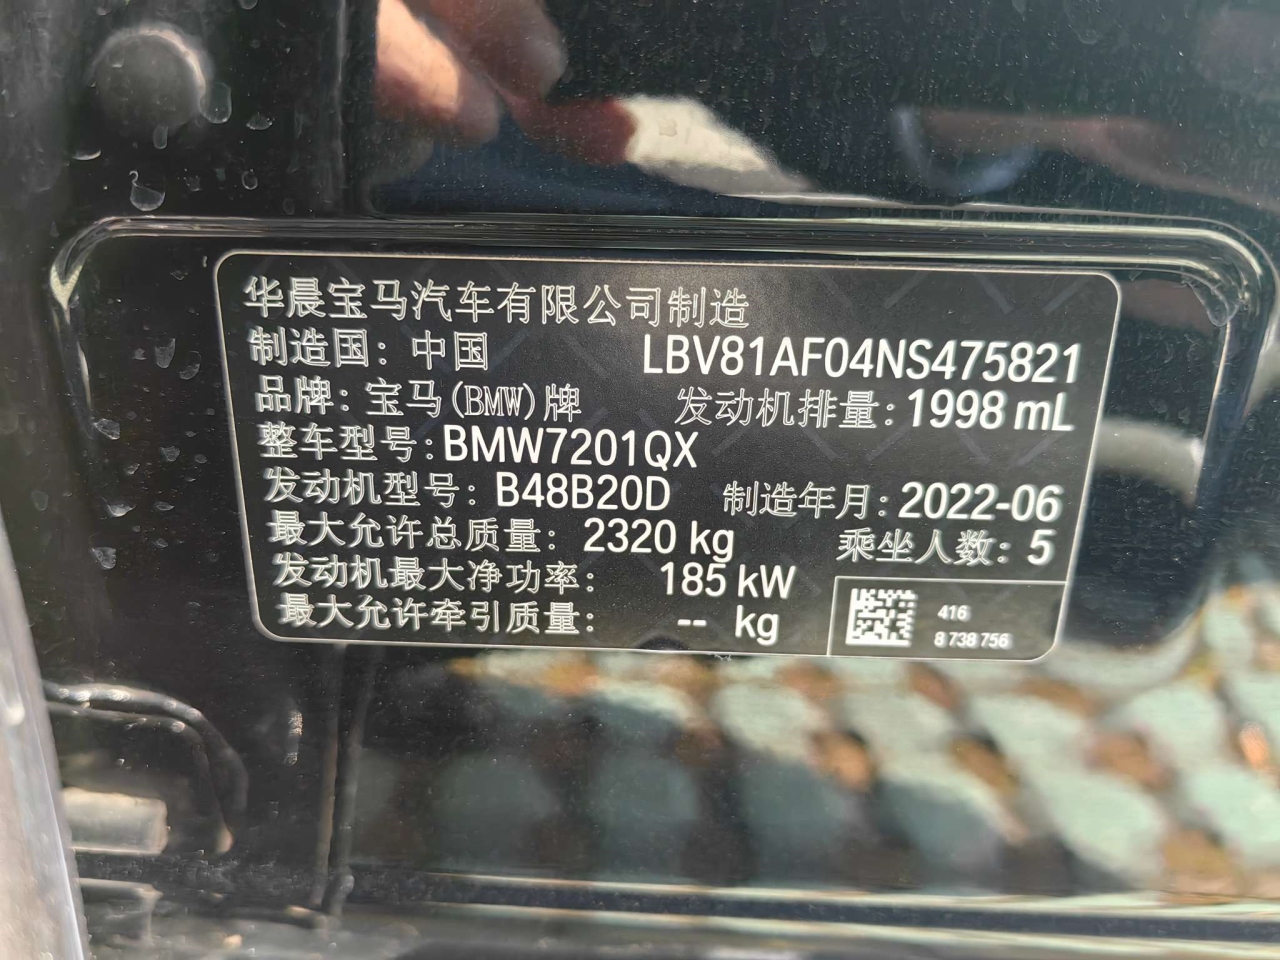 华晨宝马汽车有限公司制造
制造国：中国 LBV81AF04NS475821
品牌：宝马(BMW)牌 发动机排量：1998 mL
整车型号：BMW7201QX
发动机型号：B48B20D 制造年月：2022-06
最大允许总质量：2320 kg 乘坐人数：5
发动机最大净功率：185 kW
最大允许牵引质量：-- kg
416
8 738 756